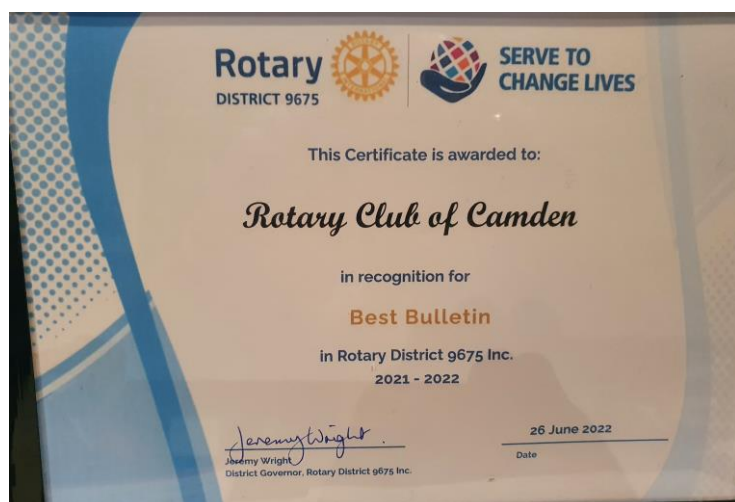 Rotary
DISTRICT 9675
SERVE TO
CHANGE LIVES
This Certificate is awarded to:
Rotary Club of Camden
in recognition for
Best Bulletin
in Rotary District 9675 Inc.
2021 - 2022
Jeremy Wright
26 June 2022
Jeremy Wright
Date
District Governor, Rotary District 9675 Inc.